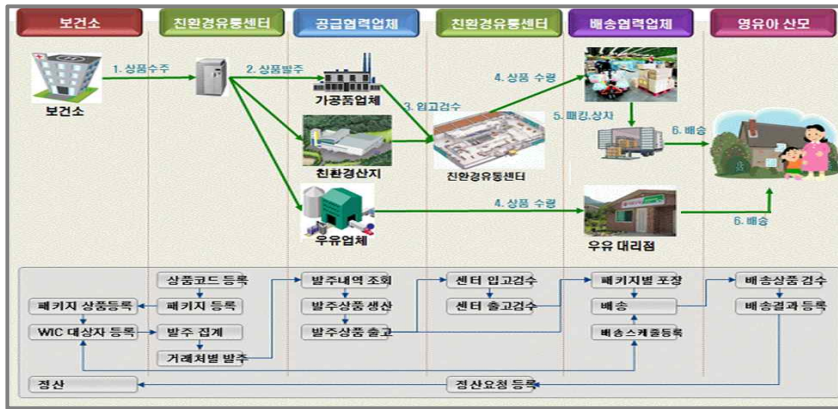 보건소
친환경유통센터
공급협력업체
친환경유통센터
배송협력업체
영유아 산모
1. 상품수주
2. 상품발주
4. 상품 수령
보건소
가공품업체
3. 입고검수
5. 패킹,상차
6. 배송
친환경산지
친환경유통센터
4. 상품 수령
우유업체
우유 대리점
6. 배송
상품코드 등록
발주내역 조회
센터 입고검수
패키지별 포장
배송상품 검수
패키지 상품등록
패키지 등록
발주상품 생산
센터 출고검수
배송
배송결과 등록
WIC 대상자 등록
발주 집계
발주상품 출고
배송스케줄등록
거래처별 발주
정산
정산요청 등록